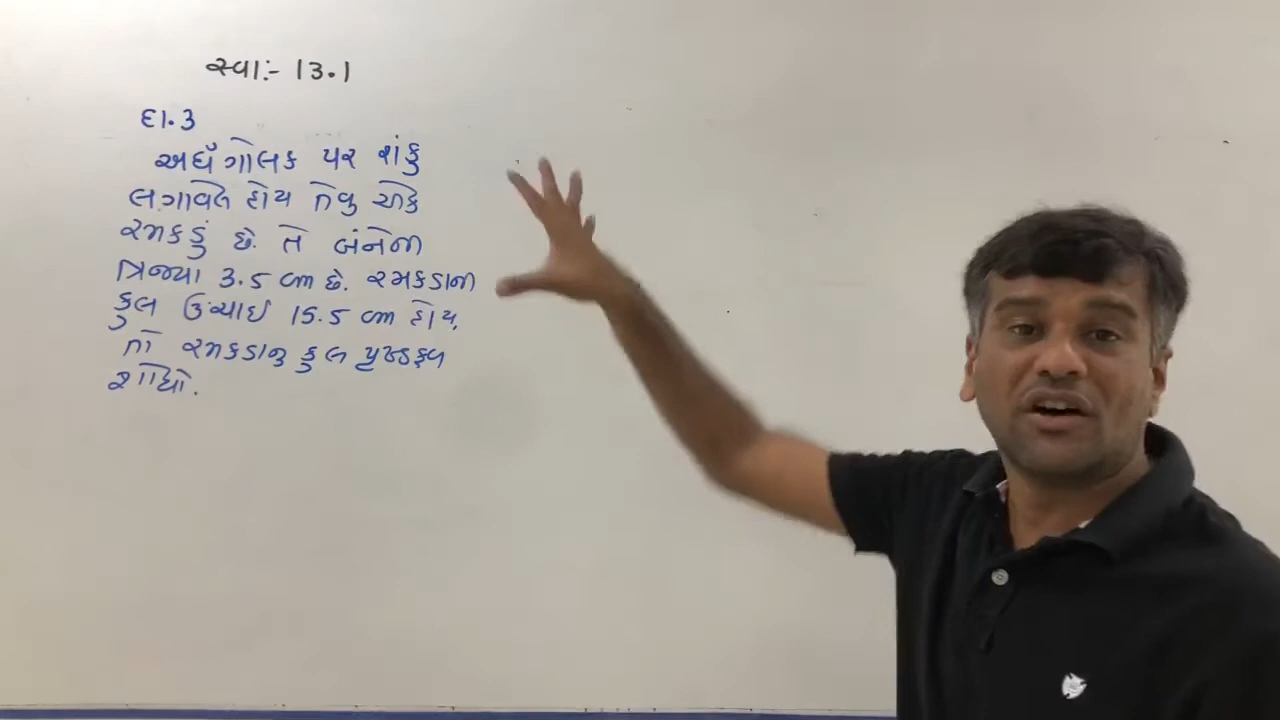 સ્વા:- 13.1
દા.3
અર્ધગોલક પર શંકુ
લગાવેલ હોય તેવુ એક
રમકડું છે. તે બંનેની
ત્રિજ્યા 3.5 cm છે. રમકડાની
કુલ ઉંચાઇ 15.5 cm હોય,
તો રમકડાનુ કુલ પૃષ્ઠફળ
શોધો.